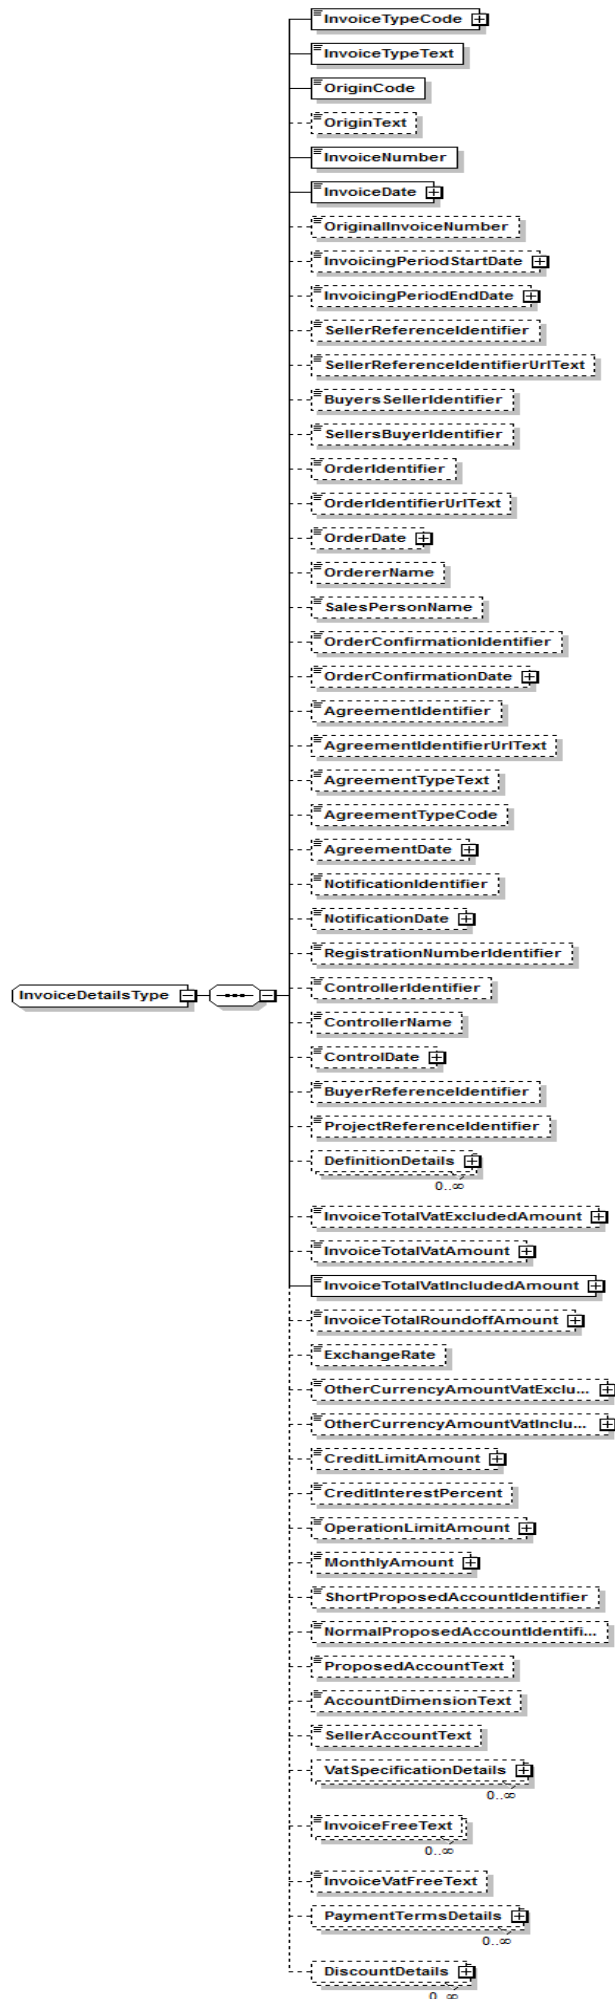 InvoiceTypeCode
InvoiceTypeText
OriginCode
OriginText
InvoiceNumber
InvoiceDate
OriginalInvoiceNumber
InvoicingPeriodStartDate
InvoicingPeriodEndDate
SellerReferenceIdentifier
SellerReferenceIdentifierUrlText
BuyersSellerIdentifier
SellersBuyerIdentifier
OrderIdentifier
OrderIdentifierUrlText
OrderDate
OrdererName
SalesPersonName
OrderConfirmationIdentifier
OrderConfirmationDate
AgreementIdentifier
AgreementIdentifierUrlText
AgreementTypeText
AgreementTypeCode
AgreementDate
NotificationIdentifier
NotificationDate
RegistrationNumberIdentifier
ControllerIdentifier
InvoiceDetailsType
ControllerName
ControlDate
BuyerReferenceIdentifier
ProjectReferenceIdentifier
DefinitionDetails
0..∞
InvoiceTotalVatExcludedAmount
InvoiceTotalVatAmount
InvoiceTotalVatIncludedAmount
InvoiceTotalRoundoffAmount
ExchangeRate
OtherCurrencyAmountVatExclu...
OtherCurrencyAmountVatInclu...
CreditLimitAmount
CreditInterestPercent
OperationLimitAmount
MonthlyAmount
ShortProposedAccountIdentifier
NormalProposedAccountIdentifi...
ProposedAccountText
AccountDimensionText
SellerAccountText
VatSpecificationDetails
0..∞
InvoiceFreeText
0..∞
InvoiceVatFreeText
PaymentTermsDetails
0..∞
DiscountDetails
0..∞